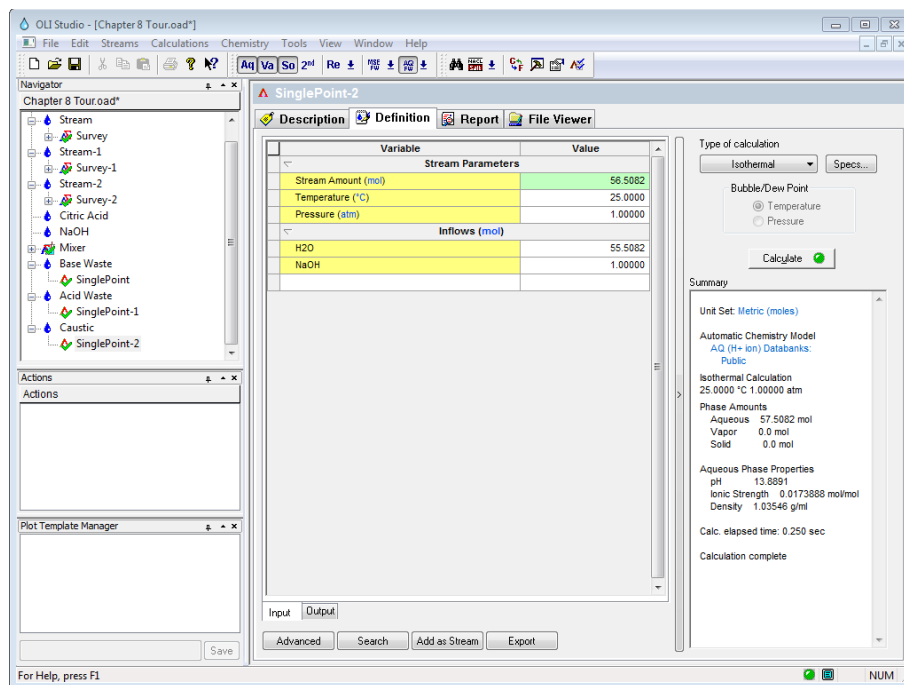 OLI Studio - [Chapter 8 Tour.oad*]
File Edit Streams Calculations Chemistry Tools View Window Help
Aq Va So 2nd Re
Navigator
Chapter 8 Tour.oad*
Stream
Survey
Stream-1
Survey-1
Stream-2
Survey-2
Citric Acid
NaOH
Mixer
Base Waste
SinglePoint
Acid Waste
SinglePoint-1
Caustic
SinglePoint-2
Actions
Actions
Plot Template Manager
Save
SinglePoint-2
Description Definition Report File Viewer
Variable Value
Stream Parameters
Stream Amount (mol) 56.5082
Temperature (°C) 25.0000
Pressure (atm) 1.00000
Inflows (mol)
H2O 55.5082
NaOH 1.00000
Input Output
Advanced Search Add as Stream Export
Type of calculation
Isothermal Specs...
Bubble/Dew Point
Temperature
Pressure
Calculate
Summary
Unit Set: Metric (moles)
Automatic Chemistry Model
AQ (H+ ion) Databanks:
Public
Isothermal Calculation
25.0000 °C 1.00000 atm
Phase Amounts
Aqueous 57.5082 mol
Vapor 0.0 mol
Solid 0.0 mol
Aqueous Phase Properties
pH 13.8891
Ionic Strength 0.0173888 mol/mol
Density 1.03546 g/ml
Calc. elapsed time: 0.250 sec
Calculation complete
For Help, press F1 NUM